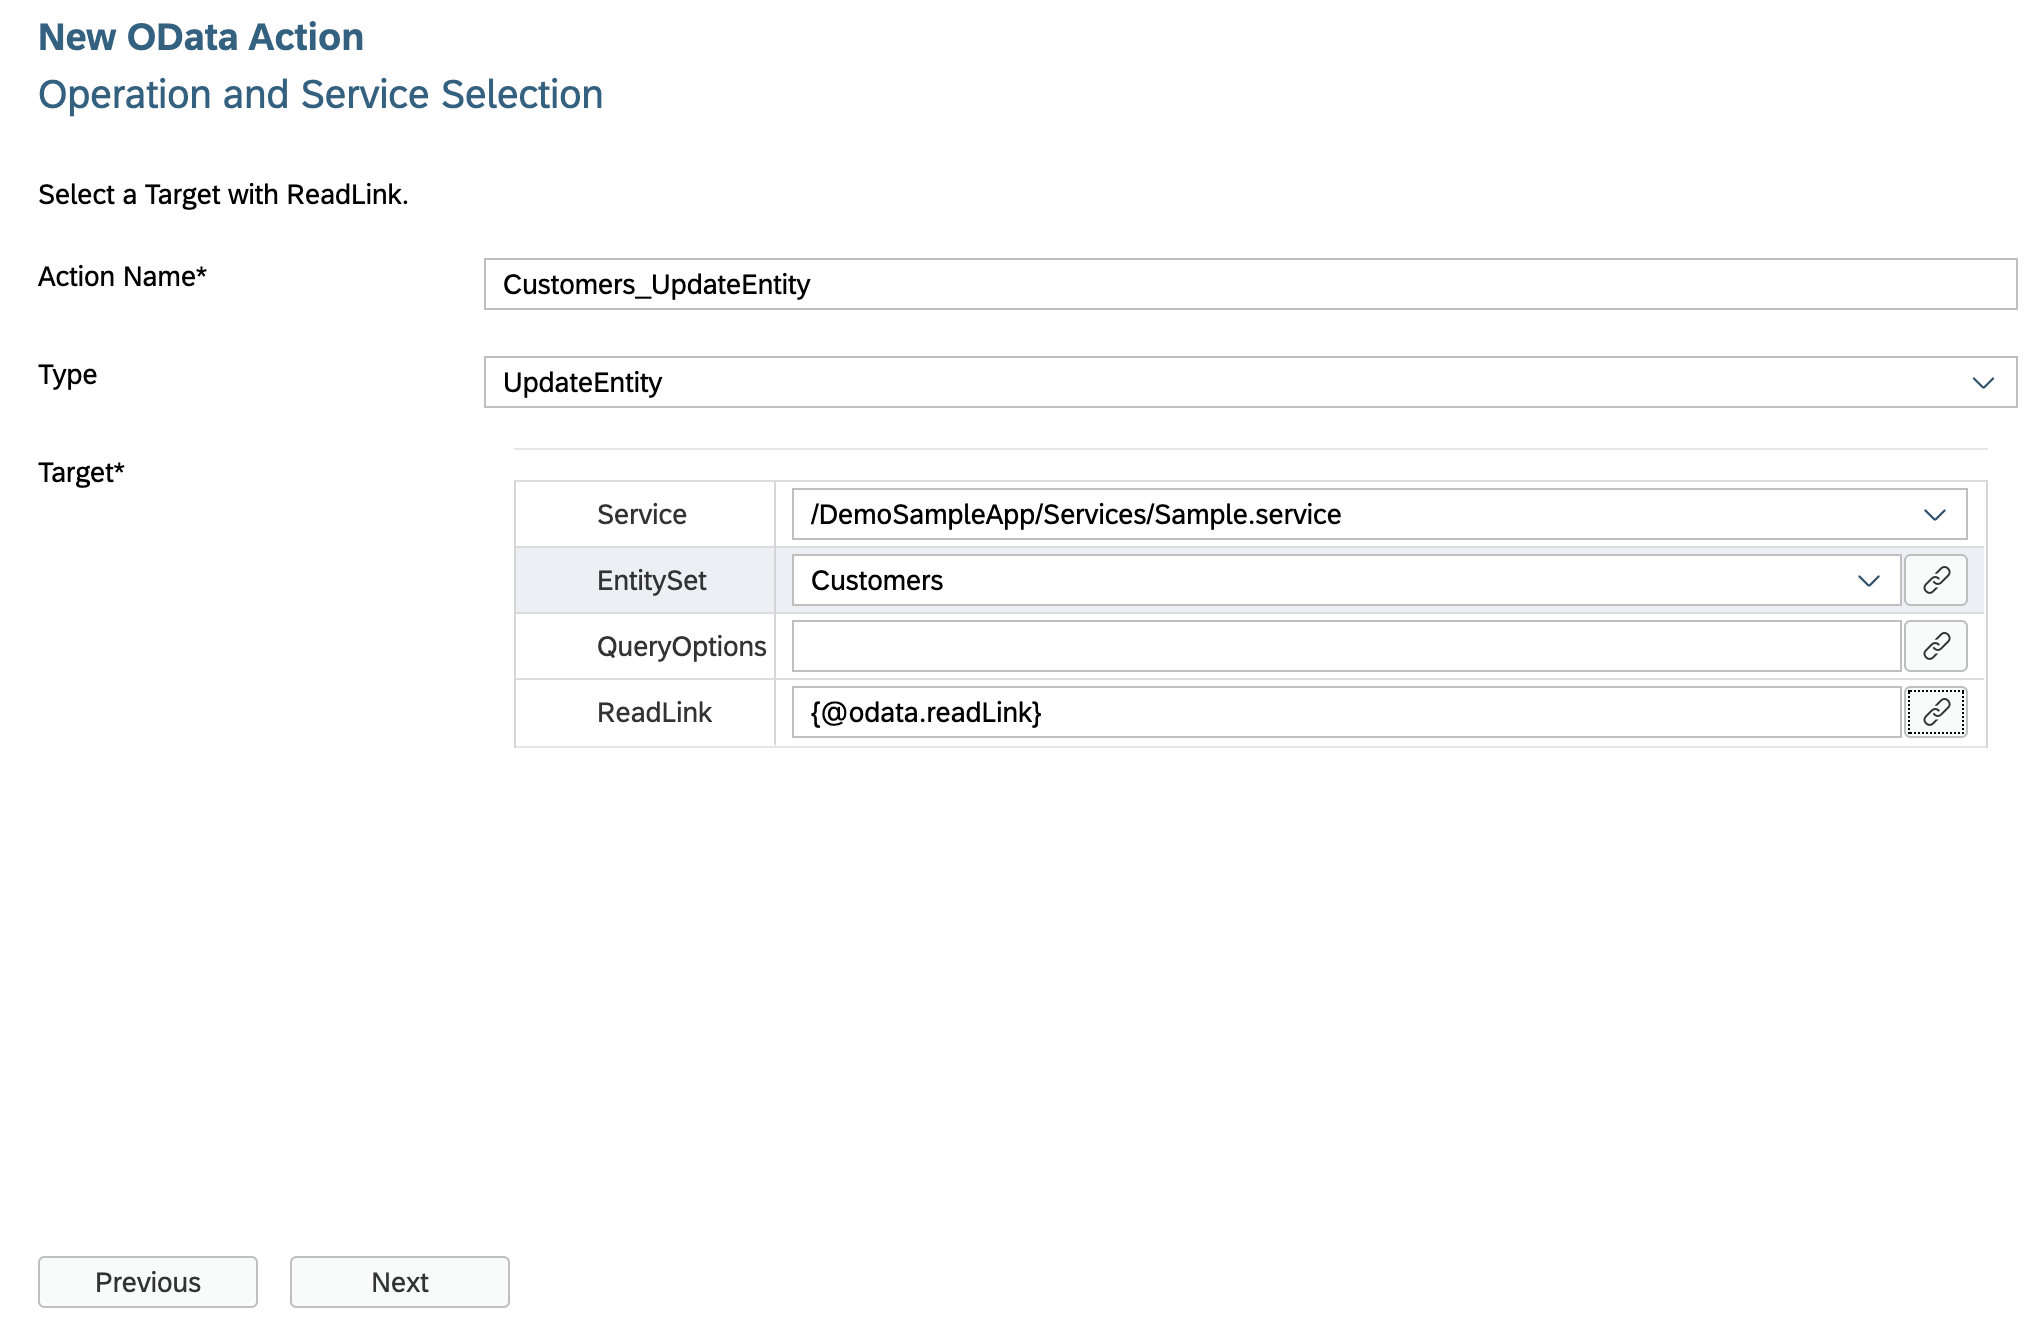 New OData Action
Operation and Service Selection
Select a Target with ReadLink.
Action Name*
Customers_UpdateEntity
Type
UpdateEntity
Target*
Service
/DemoSampleApp/Services/Sample.service
EntitySet
Customers
QueryOptions
ReadLink
{@odata.readLink}
Previous
Next